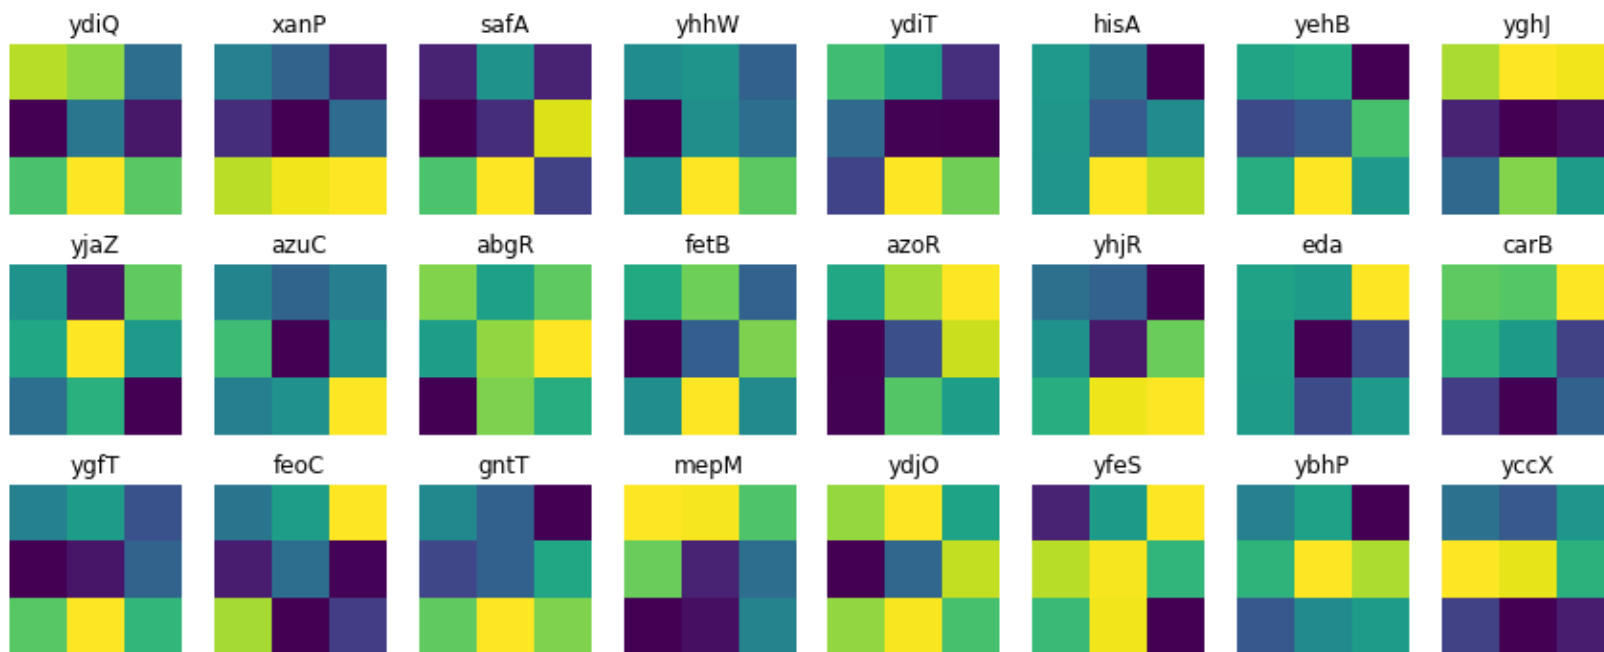 ydiQ xanP safA yhhW ydiT hisA yehB yghJ
yjaZ azuC abgR fetB azoR yhjR eda carB
ygfT feoC gntT mepM ydjO yfeS ybhP yccX